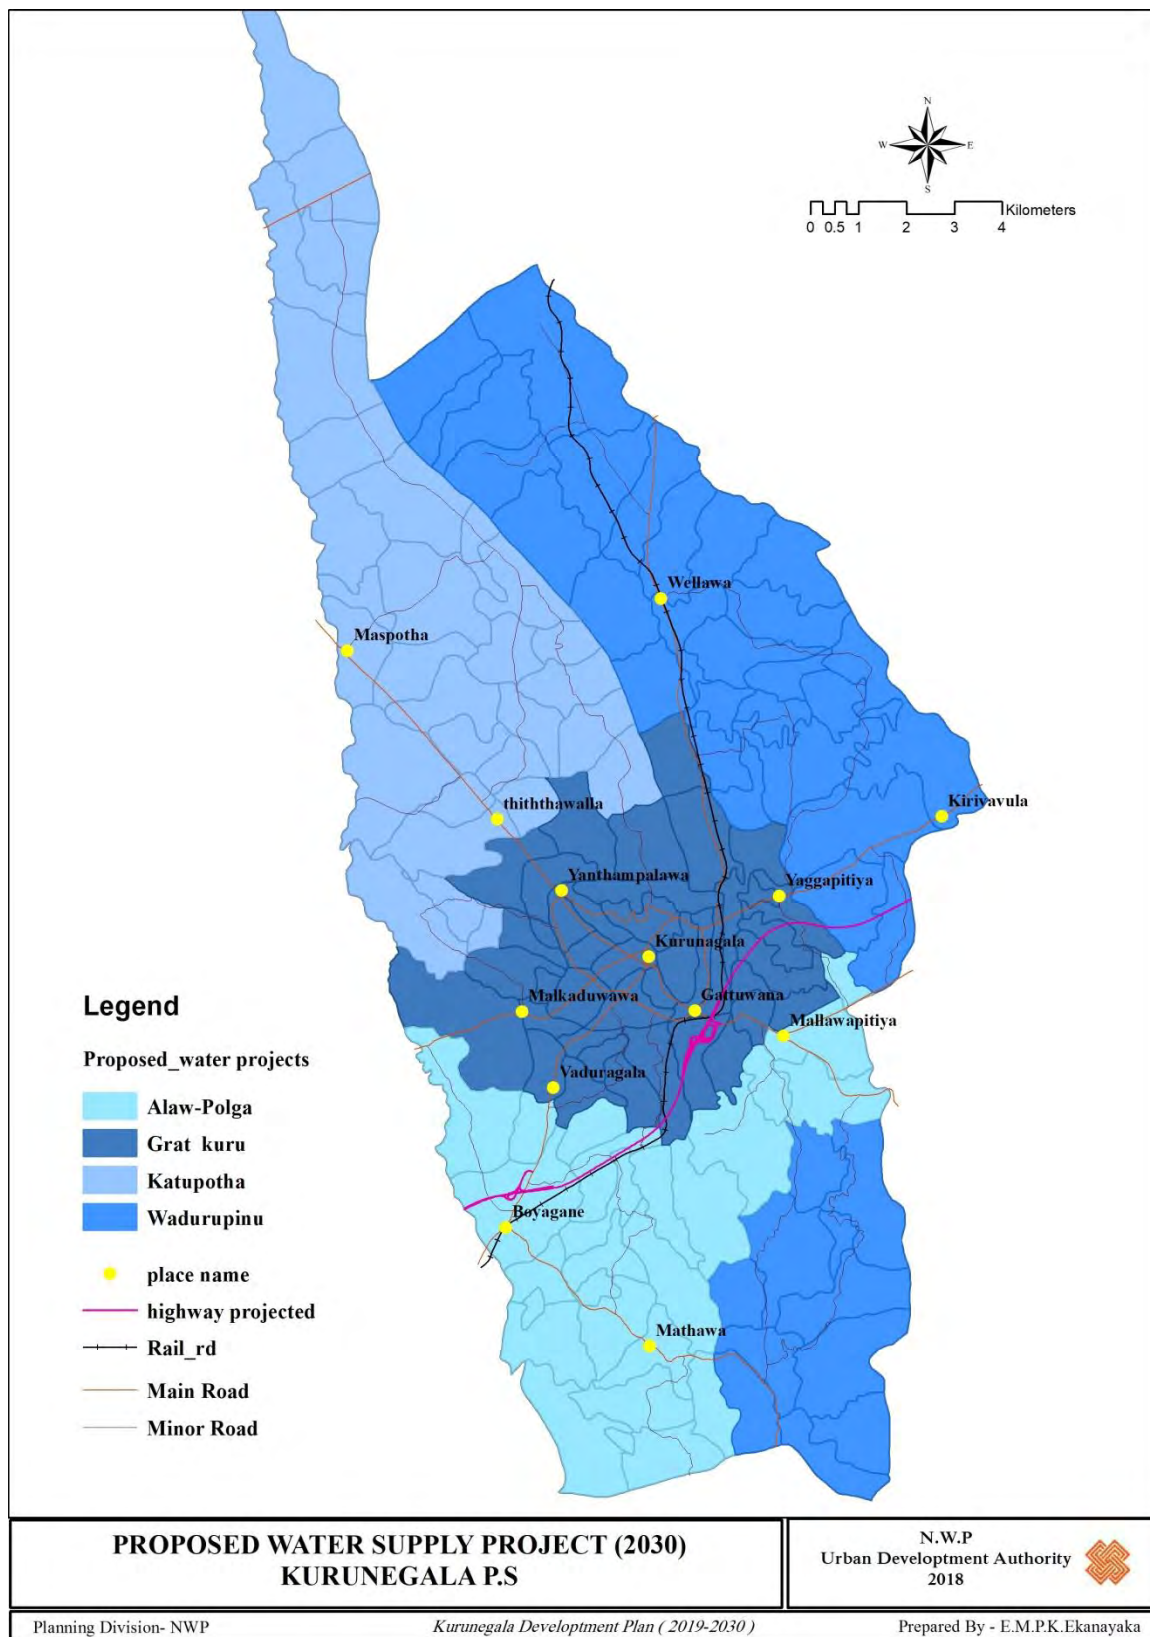 N
W E
S
Kilometers
0 0.5 1 2 3 4
Wellawa
Maspotha
thiththawalla
Kirivavula
Yanthampalawa
Yaggapitiya
Kurunagala
Malkaduwawa
Gattuwana
Mallawapitiya
Vaduragala
Boyagane
Mathawa
Legend
Proposed_water projects
Alaw-Polga
Grat_kuru
Katupotha
Wadurupinu
place name
highway projected
Rail_rd
Main Road
Minor Road
PROPOSED WATER SUPPLY PROJECT (2030)
KURUNEGALA P.S
N.W.P
Urban Developtment Authority
2018
Planning Division- NWP
Kurunegala Developtment Plan ( 2019-2030 )
Prepared By - E.M.P.K.Ekanayaka